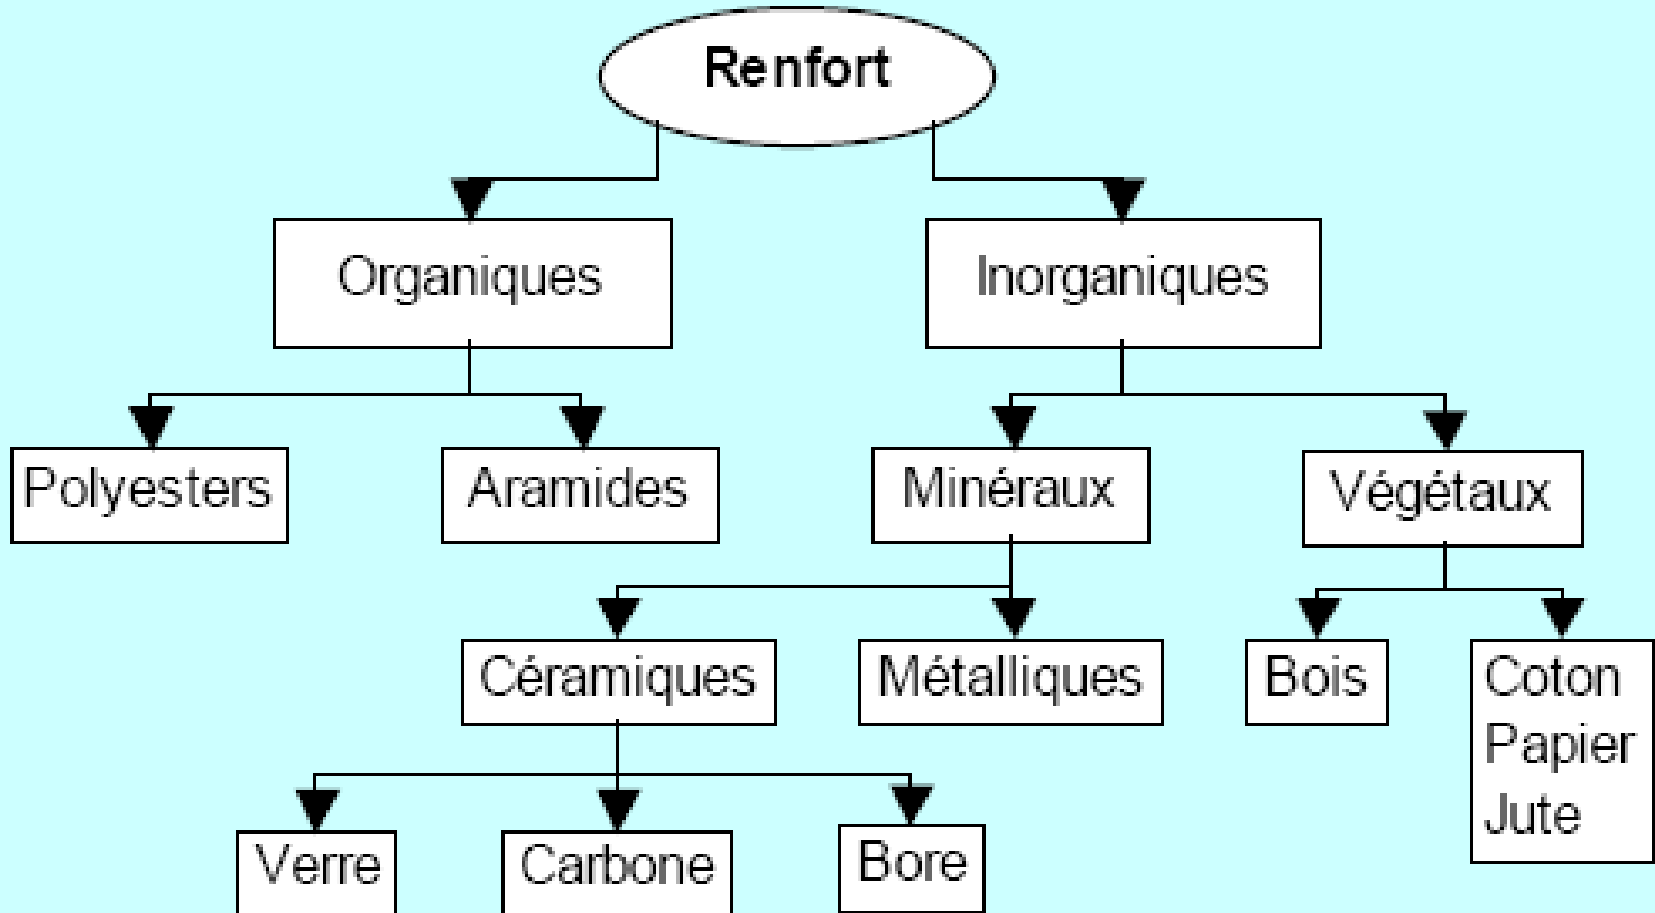 Renfort
Organiques
Inorganiques
Polyesters
Aramides
Minéraux
Végétaux
Céramiques
Métalliques
Bois
Coton
Papier
Jute
Verre
Carbone
Bore